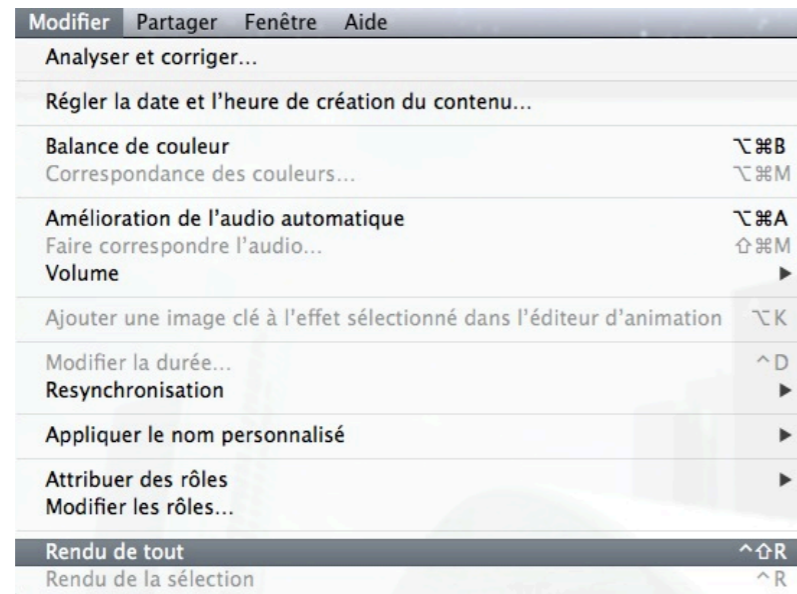 Modifier Partager Fenêtre Aide
Analyser et corriger...
Régler la date et l'heure de création du contenu...
Balance de couleur ⌥⌘B
Correspondance des couleurs... ⌥⌘M
Amélioration de l'audio automatique ⌥⌘A
Faire correspondre l'audio... ⇧⌘M
Volume ▶
Ajouter une image clé à l'effet sélectionné dans l'éditeur d'animation ⌥K
Modifier la durée... ^D
Resynchronisation ▶
Appliquer le nom personnalisé ▶
Attribuer des rôles ▶
Modifier les rôles...
Rendu de tout ^⇧R
Rendu de la sélection ^R